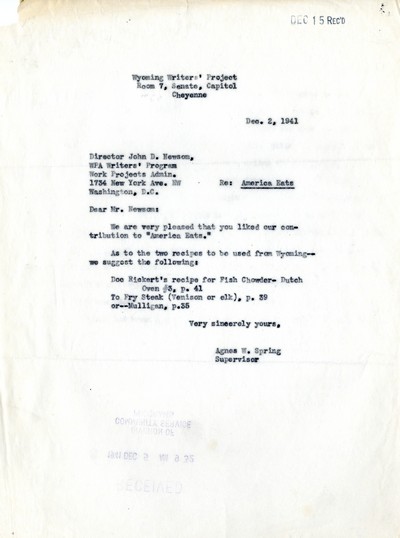 DEC 15 REC'D
Wyoming Writers' Project
Room 7, Senate, Capitol
Cheyenne
Dec. 2, 1941
Director John D. Newsom,
WPA Writers' Program
Work Projects Admin.
1734 New York Ave. NW Re: America Eats
Washington, D.C.
Dear Mr. Newsom:
We are very pleased that you liked our con-
tribution to "America Eats."
As to the two recipes to be used from Wyoming--
we suggest the following:
Doc Rickert's recipe for Fish Chowder- Dutch
Oven #3, p. 41
To Fry Steak (Venison or elk), p. 39
or--Mulligan, p.35
Very sincerely yours,
Agnes W. Spring
Supervisor
RECEIVED